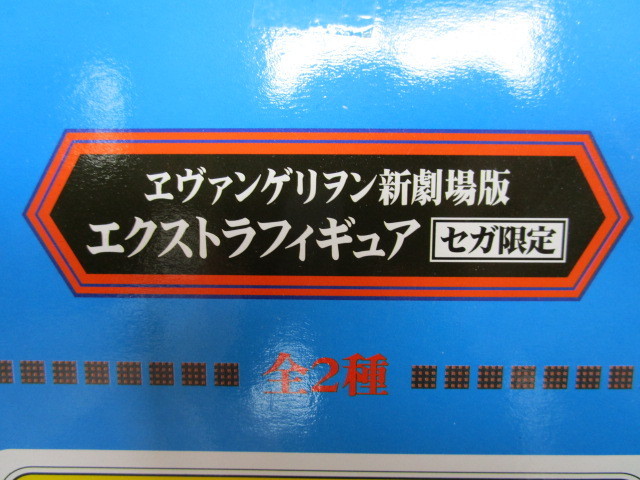 ヱヴァンゲリヲン新劇場版
エクストラフィギュア セガ限定
全2種